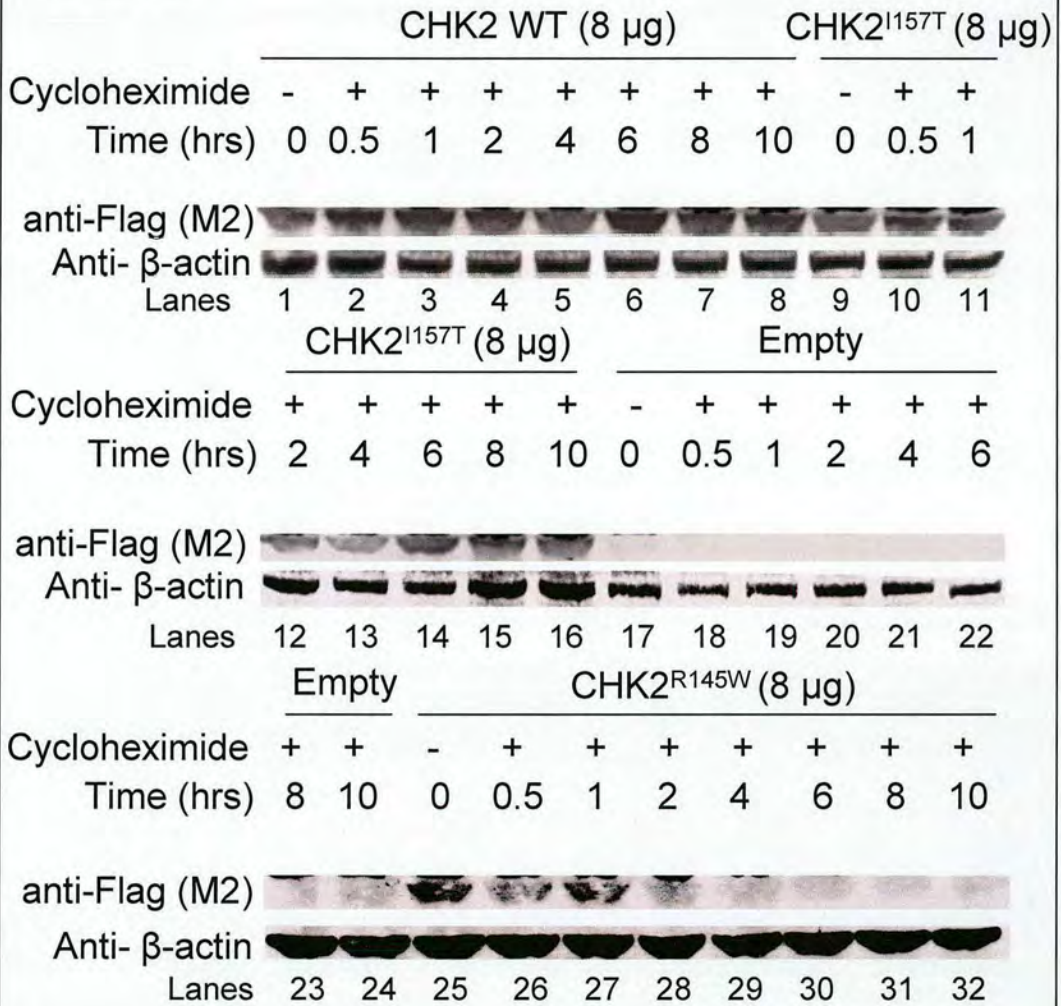 CHK2 WT (8 µg) CHK2I157T (8 µg)
Cycloheximide - + + + + + + + - + +
Time (hrs) 0 0.5 1 2 4 6 8 10 0 0.5 1
anti-Flag (M2)
Anti- β-actin
Lanes 1 2 3 4 5 6 7 8 9 10 11
CHK2I157T (8 µg) Empty
Cycloheximide + + + + + - + + + + +
Time (hrs) 2 4 6 8 10 0 0.5 1 2 4 6
anti-Flag (M2)
Anti- β-actin
Lanes 12 13 14 15 16 17 18 19 20 21 22
Empty CHK2R145W (8 µg)
Cycloheximide + + - + + + + + + +
Time (hrs) 8 10 0 0.5 1 2 4 6 8 10
anti-Flag (M2)
Anti- β-actin
Lanes 23 24 25 26 27 28 29 30 31 32